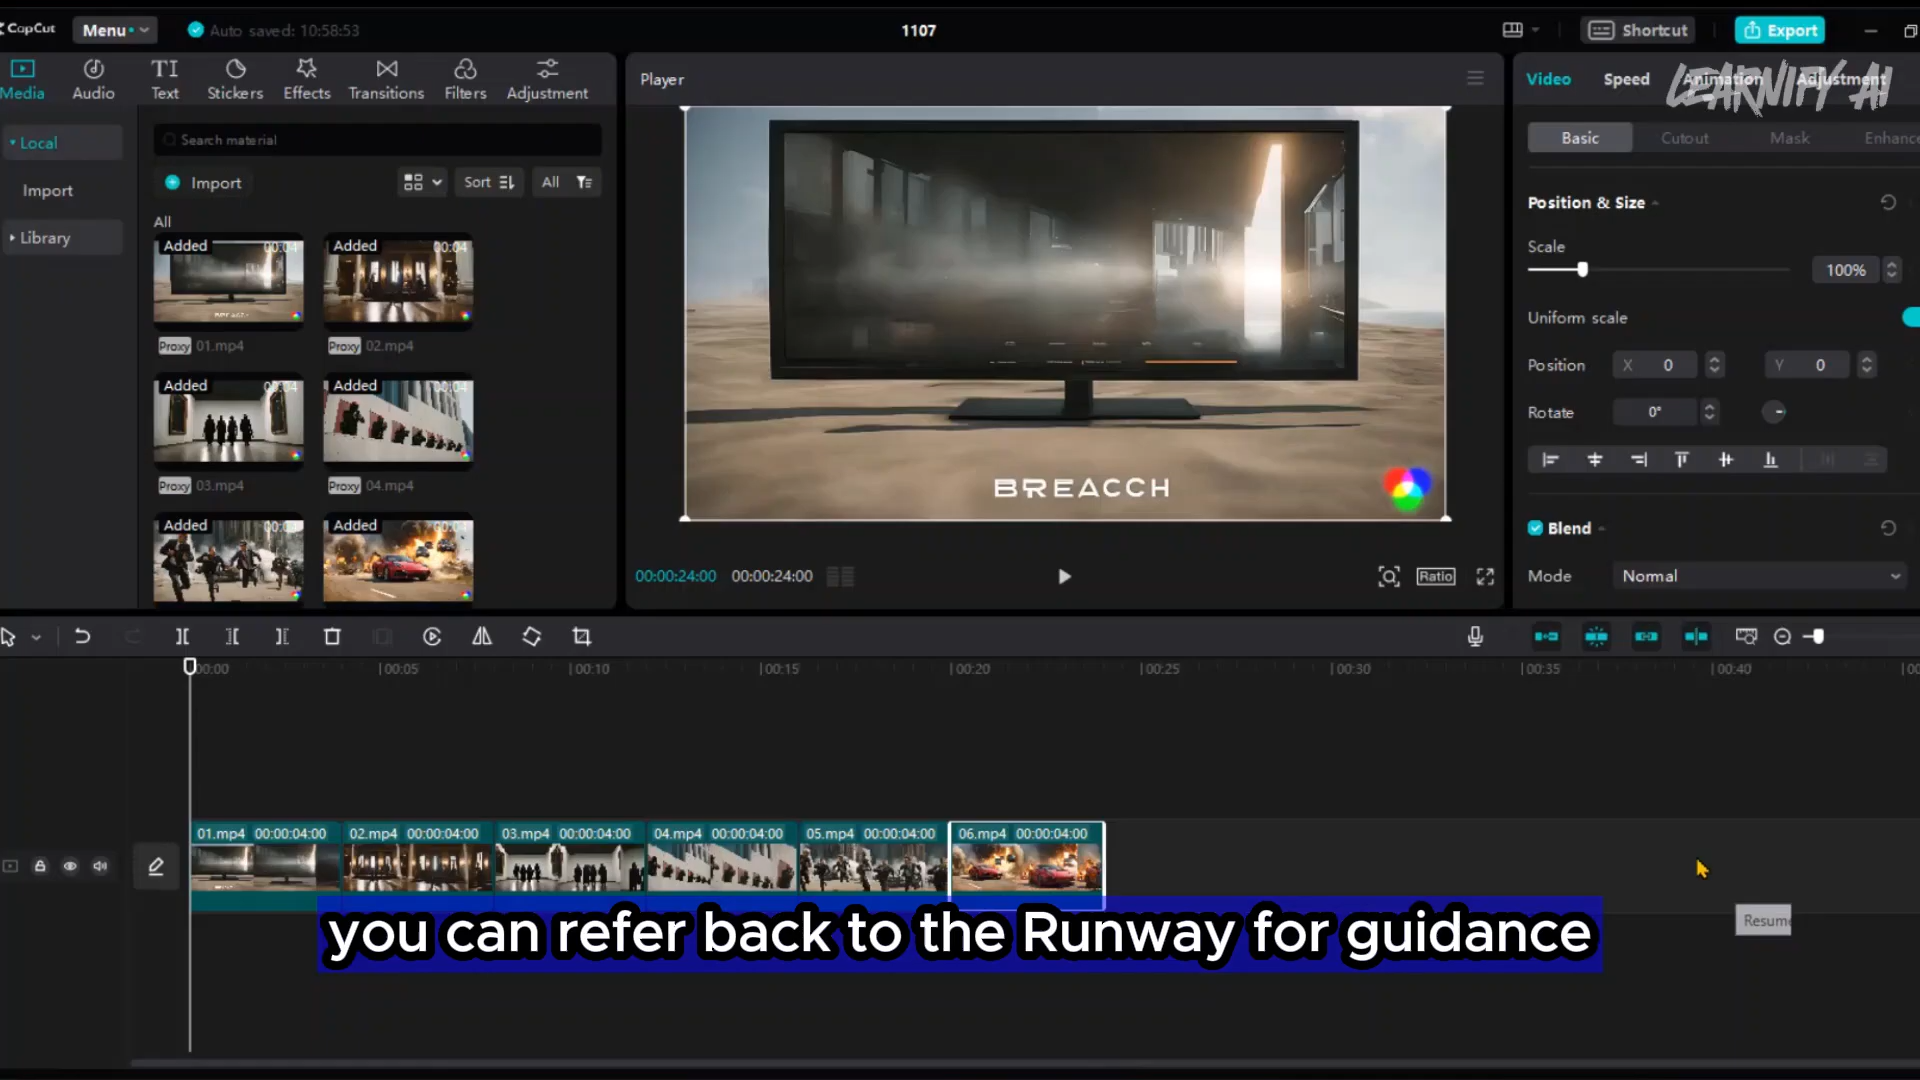 CapCut
Menu
Auto saved: 10:58:53
1107
Shortcut
Export
Media
Audio
Text
Stickers
Effects
Transitions
Filters
Adjustment
Local
Import
Library
Search material
Import
Sort
All
All
Added 00:04
Added 00:04
Proxy 01.mp4
Proxy 02.mp4
Added 00:04
Added 00:04
Proxy 03.mp4
Proxy 04.mp4
Added
Added
Player
BREACCH
00:00:24:00 00:00:24:00
Ratio
Video
Speed
Animation
Adjustment
LEARNIFY AI
Basic
Cutout
Mask
Enhance
Position & Size
Scale
100%
Uniform scale
Position X 0 Y 0
Rotate 0°
Blend
Mode Normal
00:00 00:05 00:10 00:15 00:20 00:25 00:30 00:35 00:40
01.mp4 00:00:04:00
02.mp4 00:00:04:00
03.mp4 00:00:04:00
04.mp4 00:00:04:00
05.mp4 00:00:04:00
06.mp4 00:00:04:00
Resume
you can refer back to the Runway for guidance